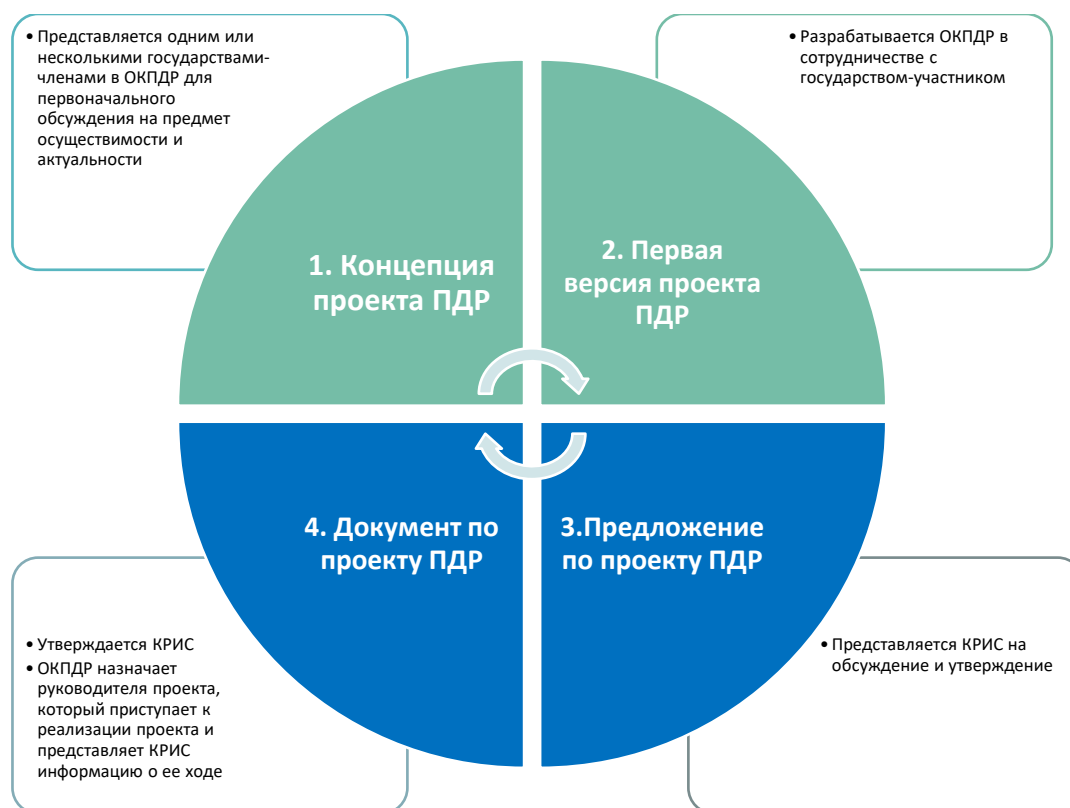 • Представляется одним или
несколькими государствами-
членами в ОКПДР для
первоначального
обсуждения на предмет
осуществимости и
актуальности
• Разрабатывается ОКПДР в
сотрудничестве с
государством-участником
1. Концепция
проекта ПДР
2. Первая
версия проекта
ПДР
4. Документ по
проекту ПДР
3.Предложение
по проекту ПДР
• Утверждается КРИС
• ОКПДР назначает
руководителя проекта,
который приступает к
реализации проекта и
представляет КРИС
информацию о ее ходе
• Представляется КРИС на
обсуждение и утверждение